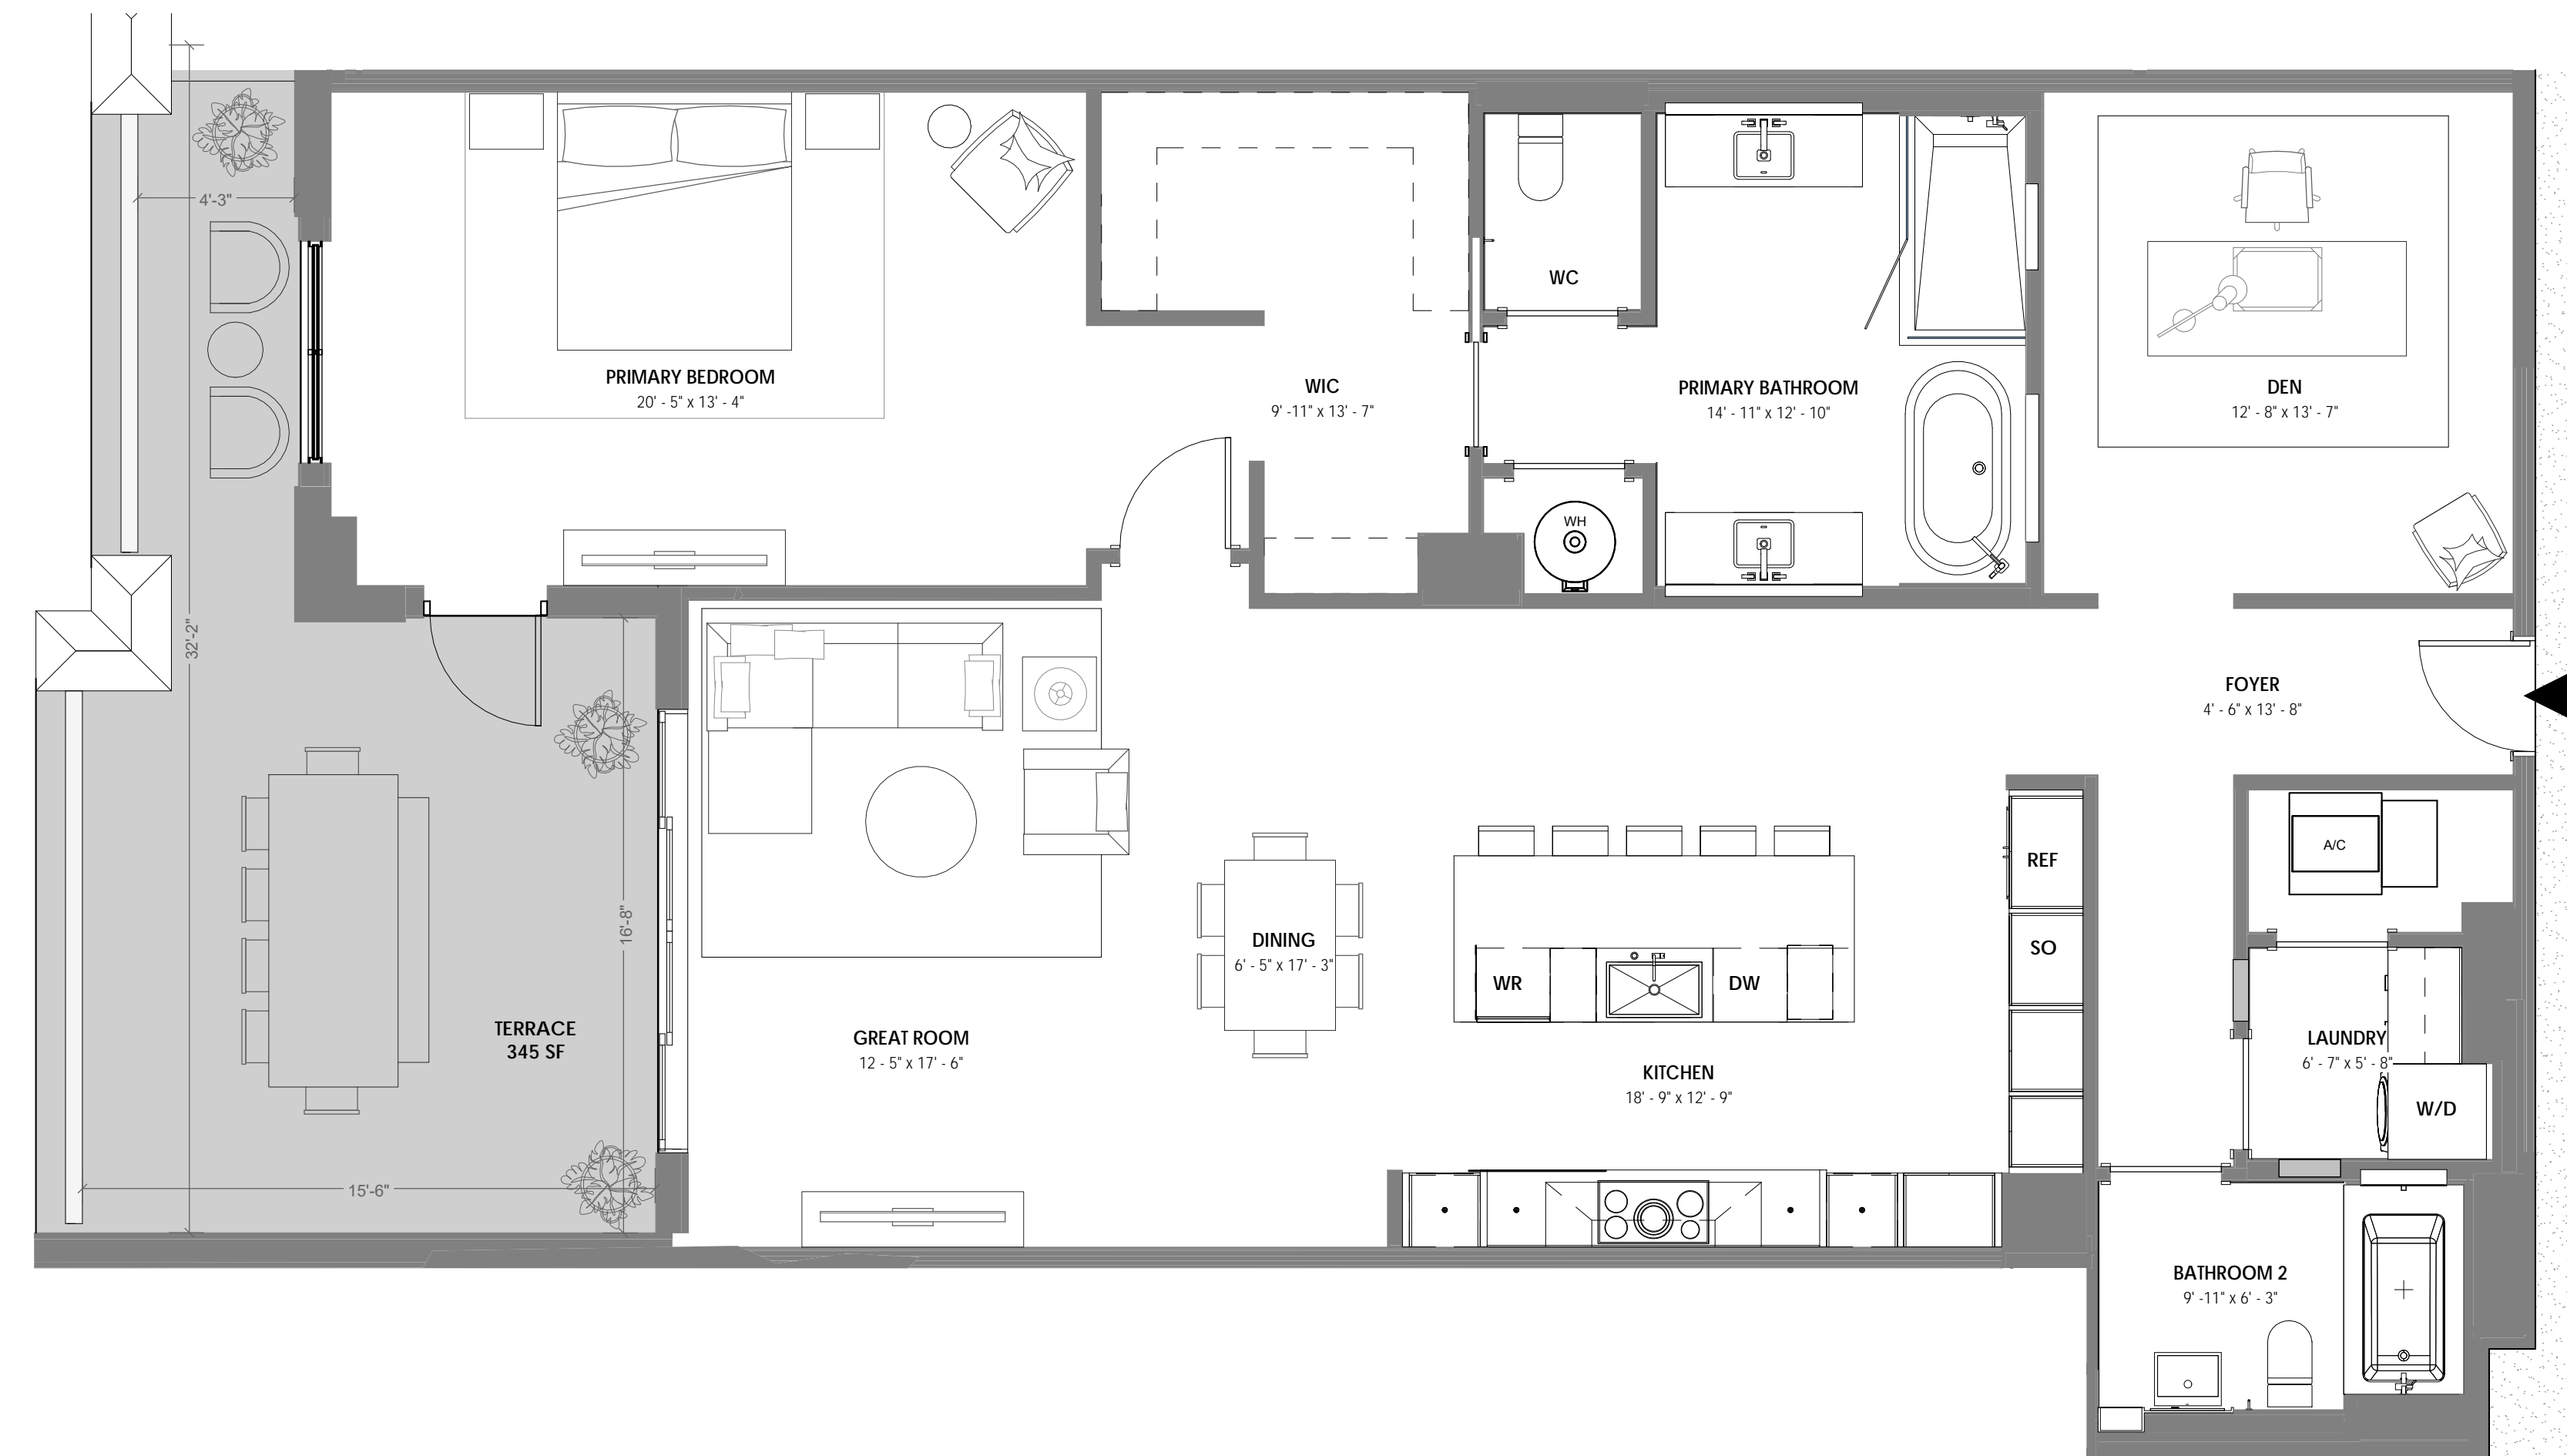 4'-3"
32'-2"
PRIMARY BEDROOM
20' - 5" x 13' - 4"
WIC
9' -11" x 13' - 7"
WC
WH
PRIMARY BATHROOM
14' - 11" x 12' - 10"
DEN
12' - 8" x 13' - 7"
FOYER
4' - 6" x 13' - 8"
TERRACE
345 SF
16'-8"
15'-6"
GREAT ROOM
12 - 5" x 17' - 6"
DINING
6' - 5" x 17' - 3"
WR
DW
KITCHEN
18' - 9" x 12' - 9"
REF
SO
A/C
LAUNDRY
6' - 7" x 5' - 8"
W/D
BATHROOM 2
9' -11" x 6' - 3"